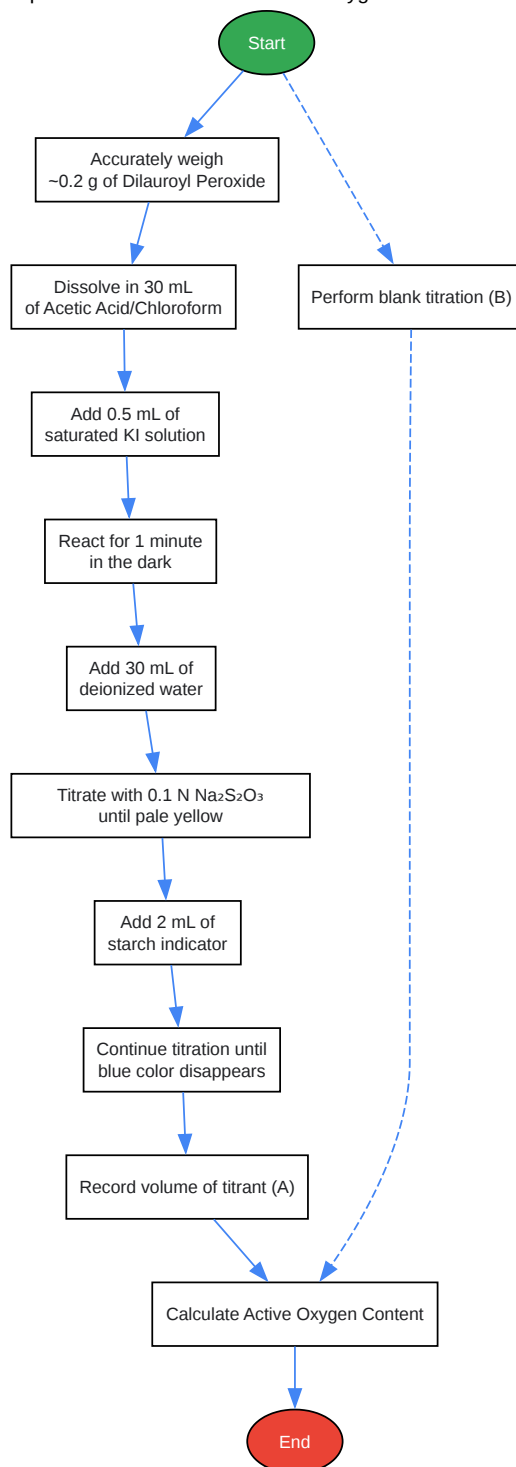 Start
Accurately weigh
~0.2 g of Dilauroyl Peroxide
Dissolve in 30 mL
of Acetic Acid/Chloroform
Perform blank titration (B)
Add 0.5 mL of
saturated KI solution
React for 1 minute
in the dark
Add 30 mL of
deionized water
Titrate with 0.1 N Na₂S₂O₃
until pale yellow
Add 2 mL of
starch indicator
Continue titration until
blue color disappears
Record volume of titrant (A)
Calculate Active Oxygen Content
End